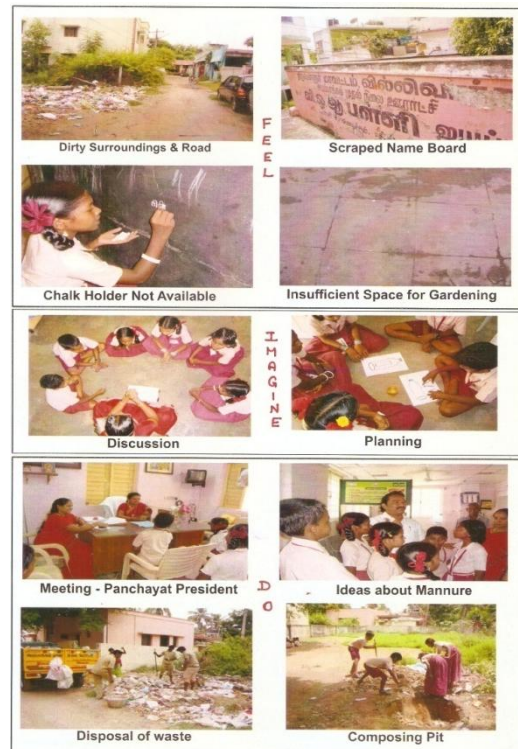 Dirty Surroundings & Road
Scraped Name Board
FEEL
Chalk Holder Not Available
Insufficient Space for Gardening
Discussion
IMAGINE
Planning
Meeting - Panchayat President
Ideas about Mannure
DO
Disposal of waste
Composing Pit